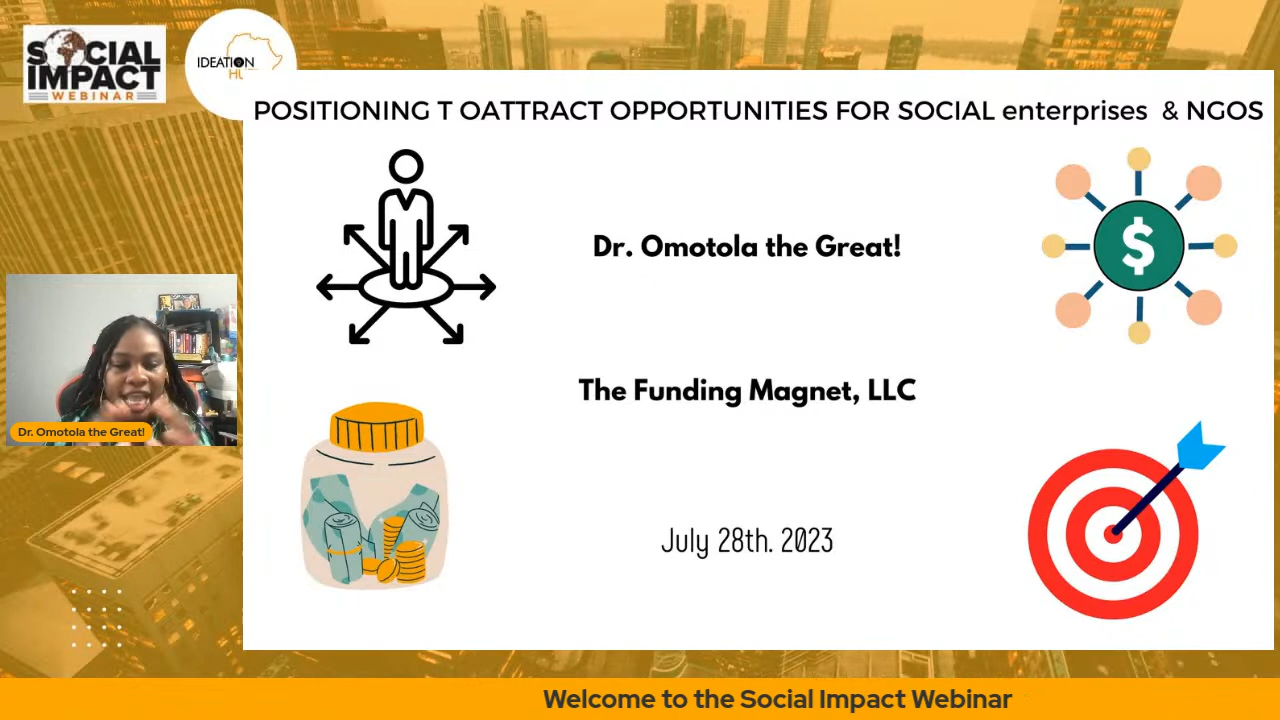 SOCIAL
IMPACT
WEBINAR
IDEATION
POSITIONING T OATTRACT OPPORTUNITIES FOR SOCIAL enterprises & NGOS
$
Dr. Omotola the Great!
The Funding Magnet, LLC
Dr. Omotola the Great!
July 28th. 2023
Welcome to the Social Impact Webinar